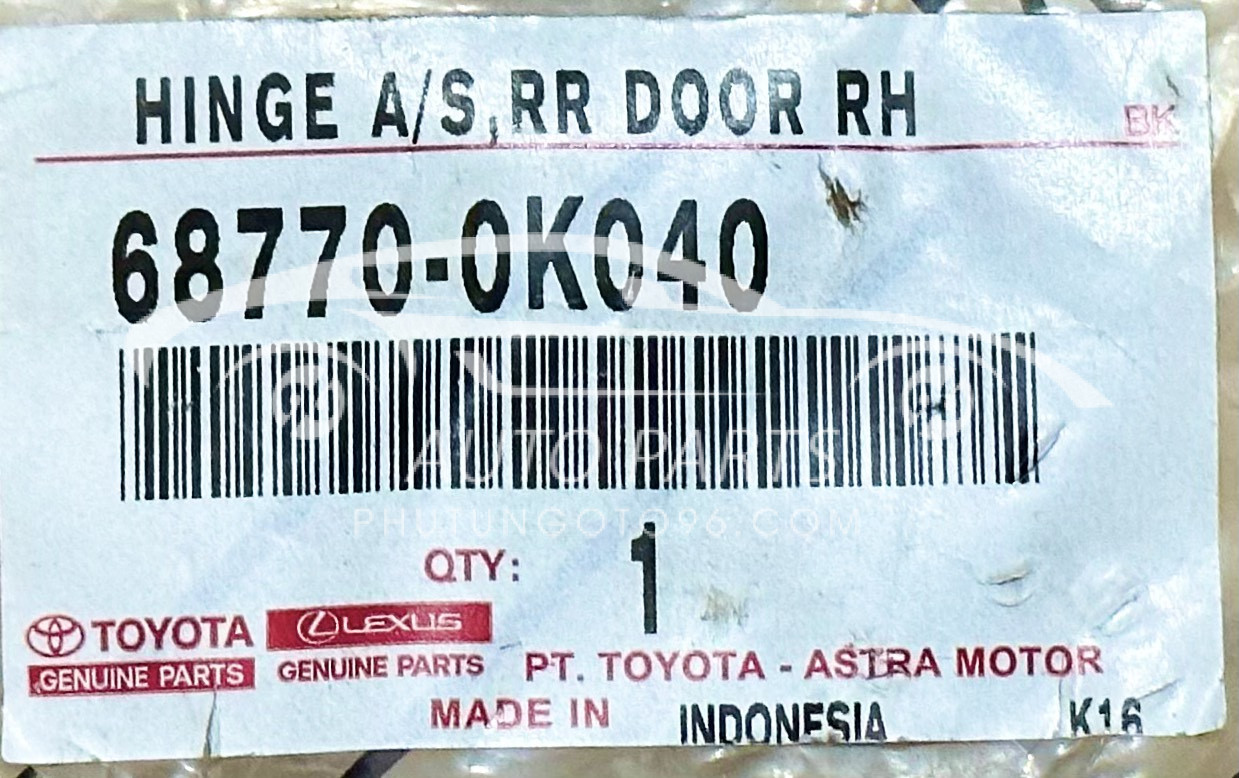 HINGE A/S,RR DOOR RH
BK
68770-0K040
AUTO PARTS
PHUTUNGOTO96.COM
QTY: 1
TOYOTA
GENUINE PARTS
LEXUS
GENUINE PARTS
PT. TOYOTA - ASTRA MOTOR
MADE IN INDONESIA K16